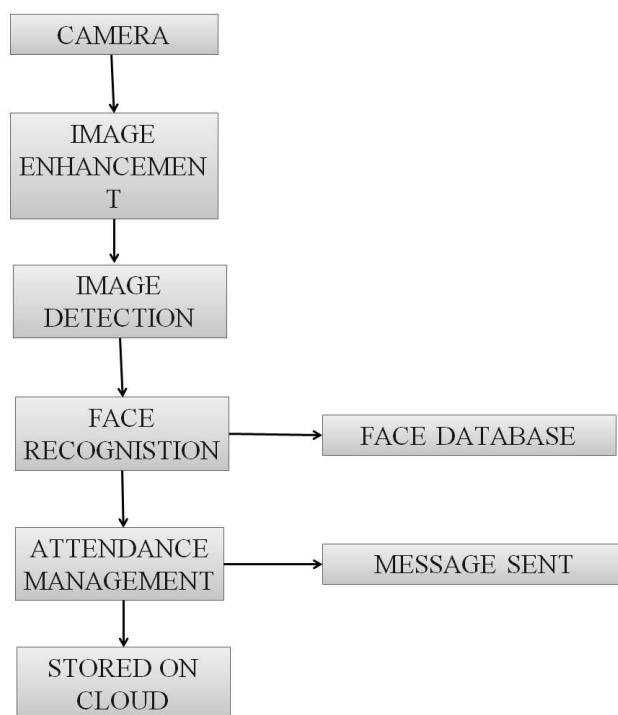 CAMERA
IMAGE
ENHANCEMEN
T
IMAGE
DETECTION
FACE
RECOGNISTION
FACE DATABASE
ATTENDANCE
MANAGEMENT
MESSAGE SENT
STORED ON
CLOUD